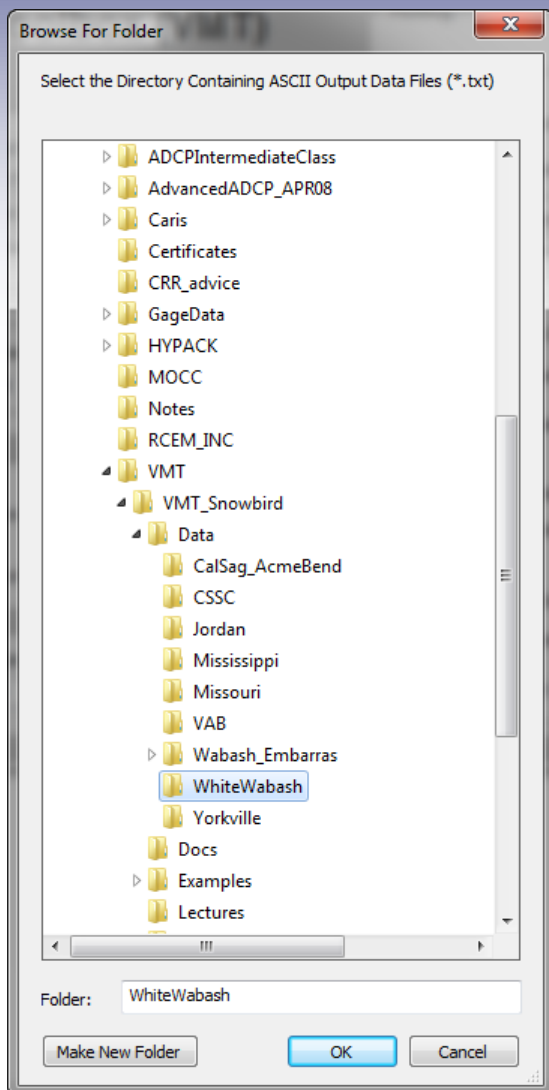 Browse For Folder
Select the Directory Containing ASCII Output Data Files (*.txt)
ADCPIntermediateClass
AdvancedADCP_APR08
Caris
Certificates
CRR_advice
GageData
HYPACK
MOCC
Notes
RCEM_INC
VMT
VMT_Snowbird
Data
CalSag_AcmeBend
CSSC
Jordan
Mississippi
Missouri
VAB
Wabash_Embarras
WhiteWabash
Yorkville
Docs
Examples
Lectures
Folder: WhiteWabash
Make New Folder OK Cancel